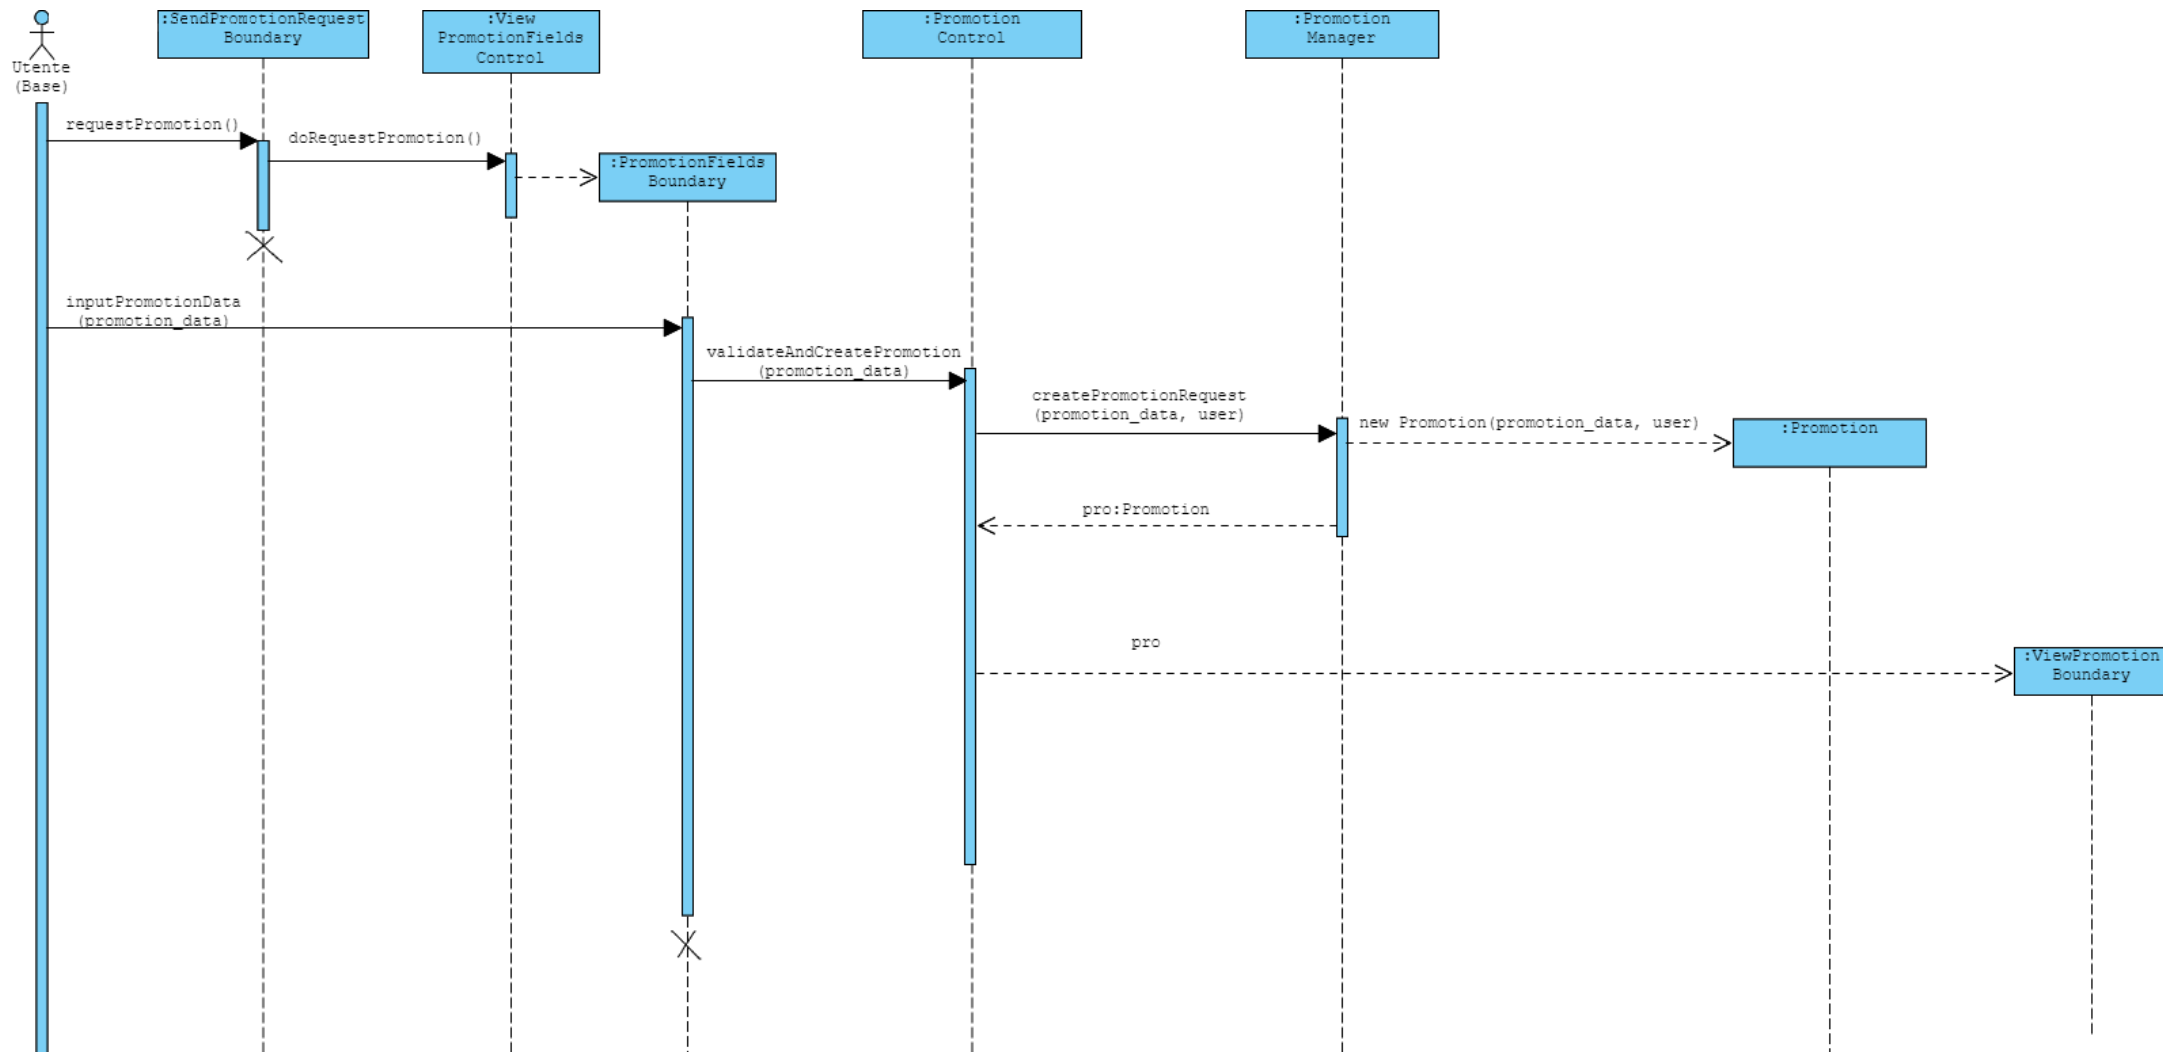 :SendPromotionRequest
Boundary
:View
PromotionFields
Control
:Promotion
Control
:Promotion
Manager
Utente
(Base)
requestPromotion()
doRequestPromotion()
:PromotionFields
Boundary
inputPromotionData
(promotion_data)
validateAndCreatePromotion
(promotion_data)
createPromotionRequest
(promotion_data, user)
new Promotion(promotion_data, user)
:Promotion
pro:Promotion
pro
:ViewPromotion
Boundary